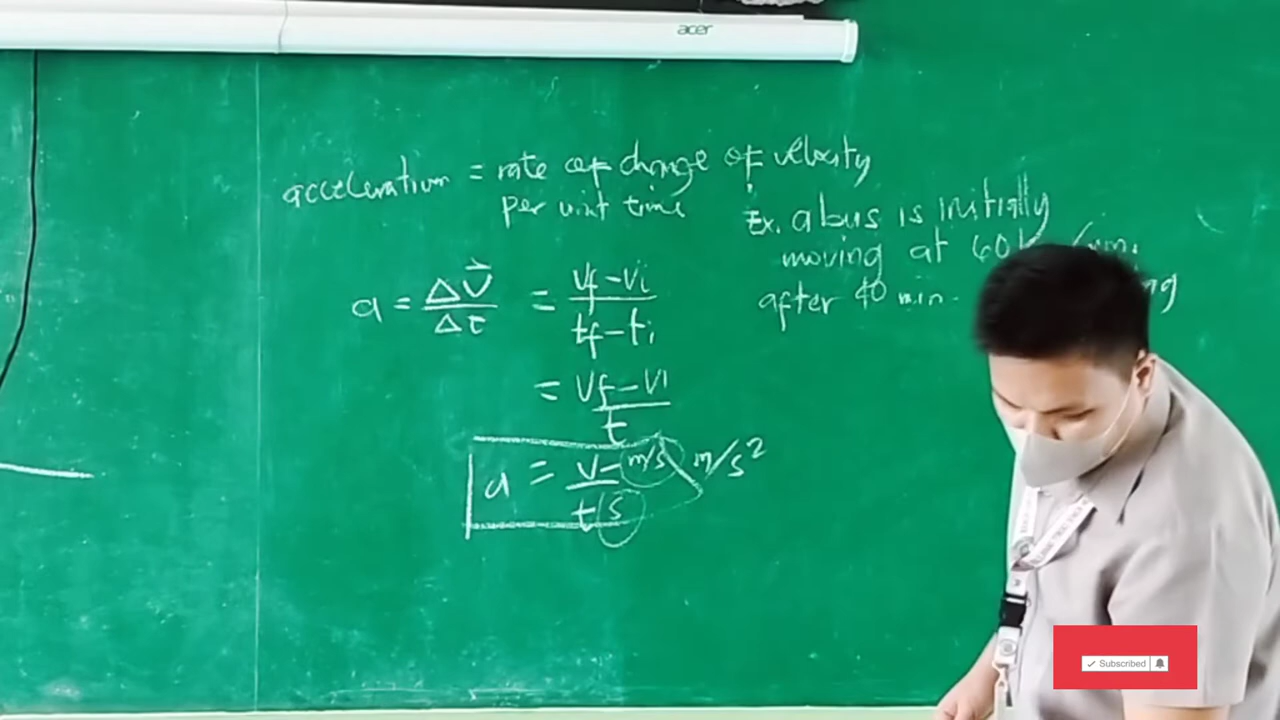 acer
acceleration = rate of change of velocity
per unit time
a = Δv⃗/Δt = vf-vi/tf-ti
= vf-vi/t
a = v-m/s / t s m/s²
Ex. a bus is initially
moving at 60
after 40 min.
Subscribed